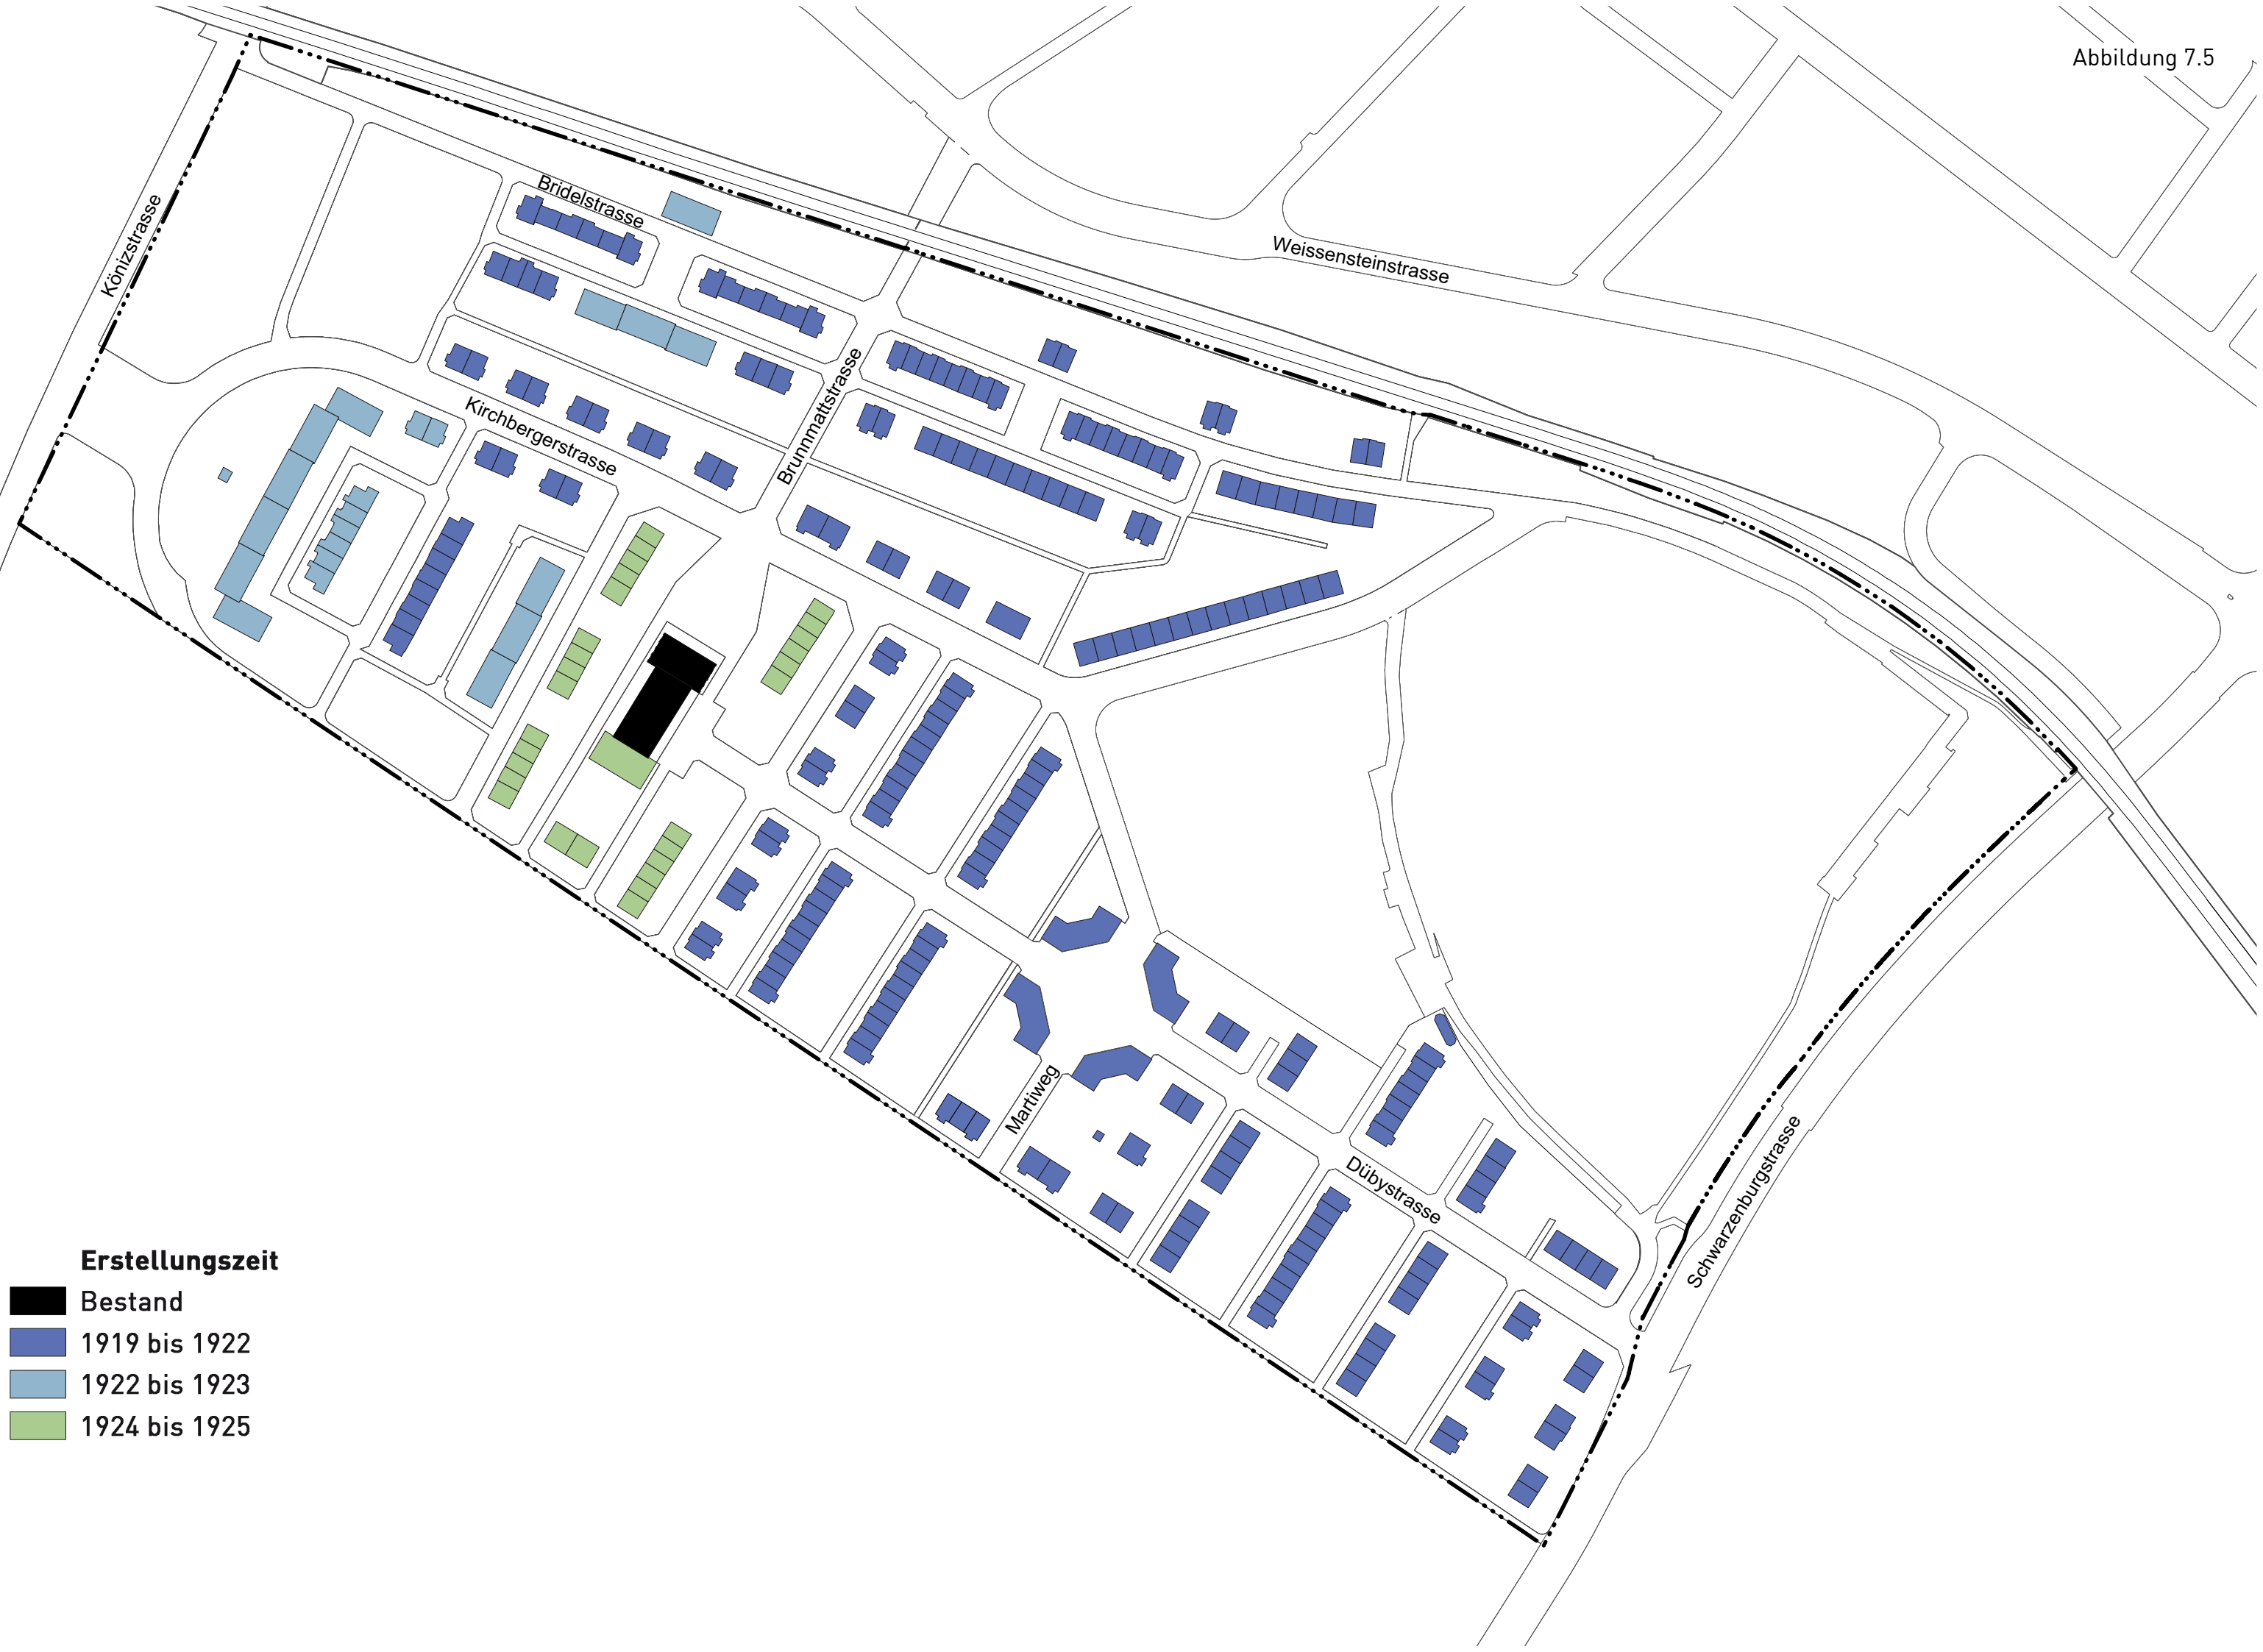 Abbildung 7.5
Bridelstrasse
Könizstrasse
Weissensteinstrasse
Brunnmattstrasse
Kirchbergerstrasse
Martiweg
Dübystrasse
Schwarzenburgstrasse
Erstellungszeit
Bestand
1919 bis 1922
1922 bis 1923
1924 bis 1925